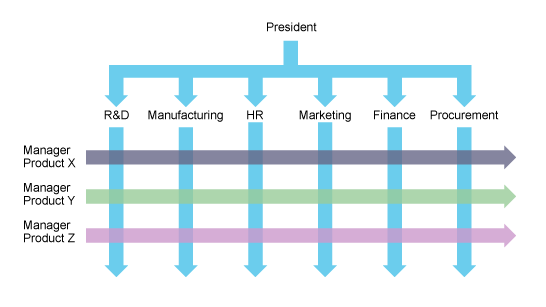 President
R&D Manufacturing HR Marketing Finance Procurement
Manager
Product X
Manager
Product Y
Manager
Product Z